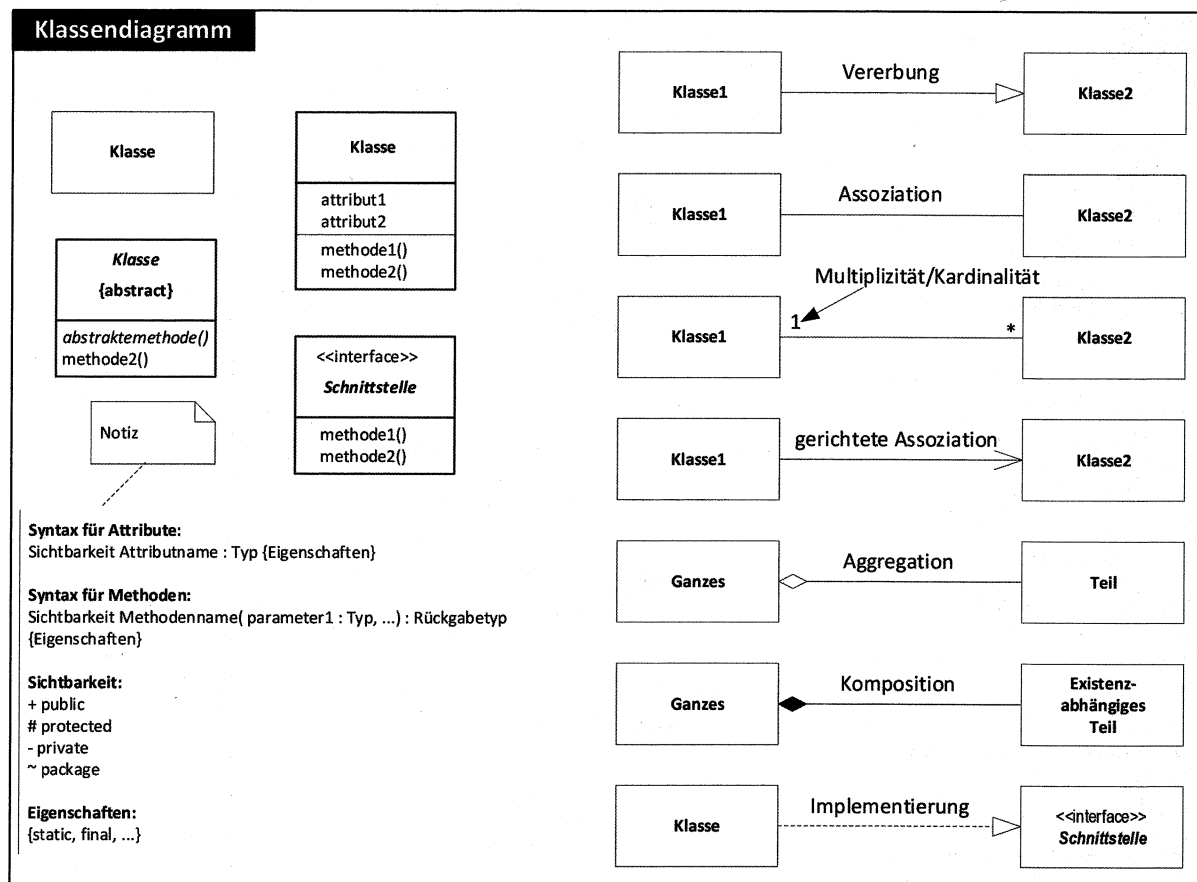 Klassendiagramm
Klasse
Klasse
attribut1
attribut2
methode1()
methode2()
Klasse
{abstract}
abstraktemethode()
methode2()
<<interface>>
Schnittstelle
methode1()
methode2()
Notiz
Syntax für Attribute:
Sichtbarkeit Attributname : Typ {Eigenschaften}
Syntax für Methoden:
Sichtbarkeit Methodenname( parameter1 : Typ, ...) : Rückgabetyp
{Eigenschaften}
Sichtbarkeit:
+ public
# protected
- private
~ package
Eigenschaften:
{static, final, ...}
Klasse1
Vererbung
Klasse2
Klasse1
Assoziation
Klasse2
Multiplizität/Kardinalität
Klasse1
1
*
Klasse2
Klasse1
gerichtete Assoziation
Klasse2
Ganzes
Aggregation
Teil
Ganzes
Komposition
Existenz-
abhängiges
Teil
Klasse
Implementierung
<<interface>>
Schnittstelle